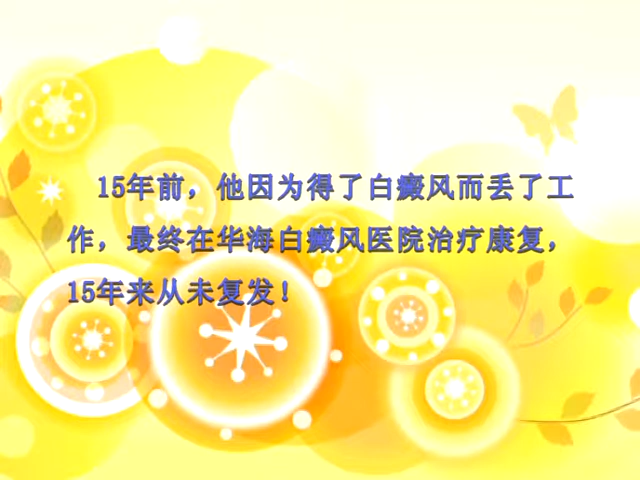 15年前，他因为得了白癜风而丢了工
作，最终在华海白癜风医院治疗康复，
15年来从未复发！